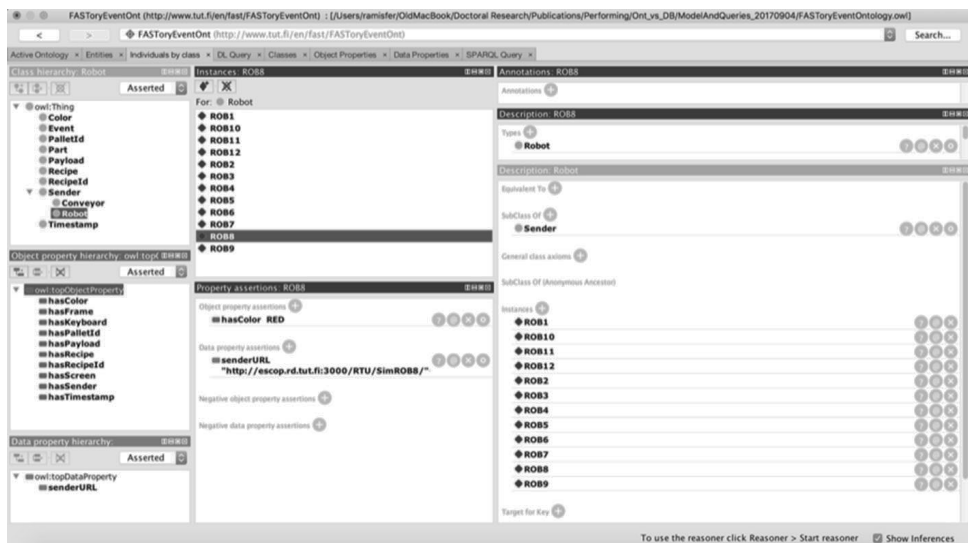 FASToryEventOnt (http://www.tut.fi/en/fast/FASToryEventOnt) : [/Users/ramisfer/OldMacBook/Doctoral Research/Publications/Performing/Ont_vs_DB/ModelAndQueries_20170904/FASToryEventOntology.owl]
< > FASToryEventOnt (http://www.tut.fi/en/fast/FASToryEventOnt) Search...
Active Ontology × Entities × Individuals by class × DL Query × Classes × Object Properties × Data Properties × SPARQL Query ×
Class hierarchy: Robot
Asserted
owl:Thing
Color
Event
PalletId
Part
Payload
Recipe
RecipeId
Sender
Conveyor
Robot
Timestamp
Object property hierarchy: owl:topO
Asserted
owl:topObjectProperty
hasColor
hasFrame
hasKeyboard
hasPalletId
hasPayload
hasRecipe
hasRecipeId
hasScreen
hasSender
hasTimestamp
Data property hierarchy:
Asserted
owl:topDataProperty
senderURL
Instances: ROB8
For: Robot
ROB1
ROB10
ROB11
ROB12
ROB2
ROB3
ROB4
ROB5
ROB6
ROB7
ROB8
ROB9
Property assertions: ROB8
Object property assertions
hasColor RED
Data property assertions
senderURL
"http://escop.rd.tut.fi:3000/RTU/SimROB8/"
Negative object property assertions
Negative data property assertions
Annotations: ROB8
Annotations
Description: ROB8
Types
Robot
Description: Robot
Equivalent To
SubClass Of
Sender
General class axioms
SubClass Of (Anonymous Ancestor)
Instances
ROB1
ROB10
ROB11
ROB12
ROB2
ROB3
ROB4
ROB5
ROB6
ROB7
ROB8
ROB9
Target for Key
To use the reasoner click Reasoner > Start reasoner Show Inferences